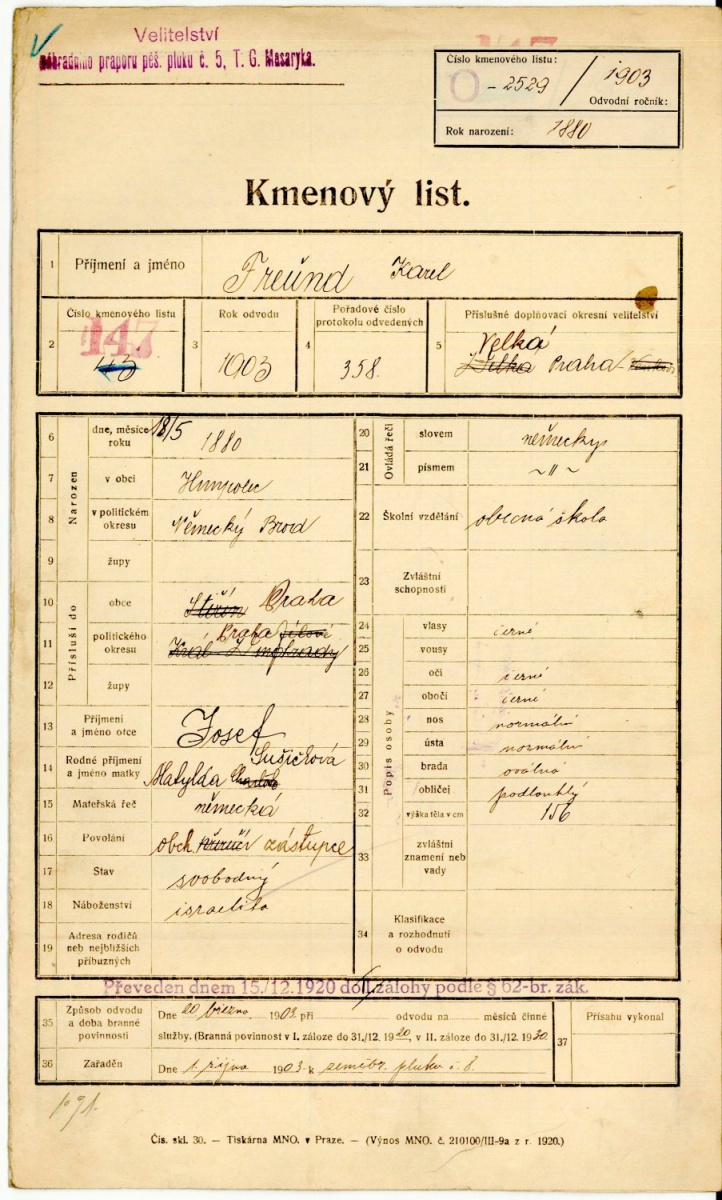 Velitelství
náhradního praporu pěš. pluku č. 5, T. G. Masaryka.
147
Číslo kmenového listu:
O - 2529 / 1903
Odvodní ročník:
Rok narození: 1880
Kmenový list.
1 Příjmení a jméno Freund Karel
Číslo kmenového listu Rok odvodu Pořadové číslo protokolu odvedených Příslušné doplňovací okresní velitelství
2 147 3 1903 4 358. 5 Velká Praha
Narozen
6 dne, měsíce roku 18/5 1880
7 v obci Humpolec
8 v politickém okresu Německý Brod
9 župy
Přísluší do
10 obce Štiřín Praha
11 politického okresu Praha Král. Vinohrady
12 župy
13 Příjmení a jméno otce Josef
14 Rodné příjmení a jméno matky Sušičková
Matylda
15 Mateřská řeč německá
16 Povolání obch. zástupce
17 Stav svobodný
18 Náboženství israelita
19 Adresa rodičů neb nejbližších příbuzných
Ovládá řeči
20 slovem německy
21 písmem ~ " ~
22 Školní vzdělání obecná škola
23 Zvláštní schopnosti
Popis osoby
24 vlasy černé
25 vousy
26 oči černé
27 obočí černé
28 nos normální
29 ústa normální
30 brada oválná
31 obličej podlouhlý
32 výška těla v cm 156
33 zvláštní znamení neb vady
34 Klasifikace a rozhodnutí o odvodu
Převeden dnem 15./12.1920 do II. zálohy podle § 62-br. zák.
35 Způsob odvodu a doba branné povinnosti Dne 20 března 1903 při odvodu na měsíců činné
služby. (Branná povinnost v I. záloze do 31./12. 1920, v II. záloze do 31./12. 1930.
36 Zařaděn Dne 1. října 1903 k zeměbr. pluku č. 8.
37 Přísahu vykonal
Čís. skl. 30. — Tiskárna MNO. v Praze. — (Výnos MNO. č. 210100/III-9a z r. 1920.)